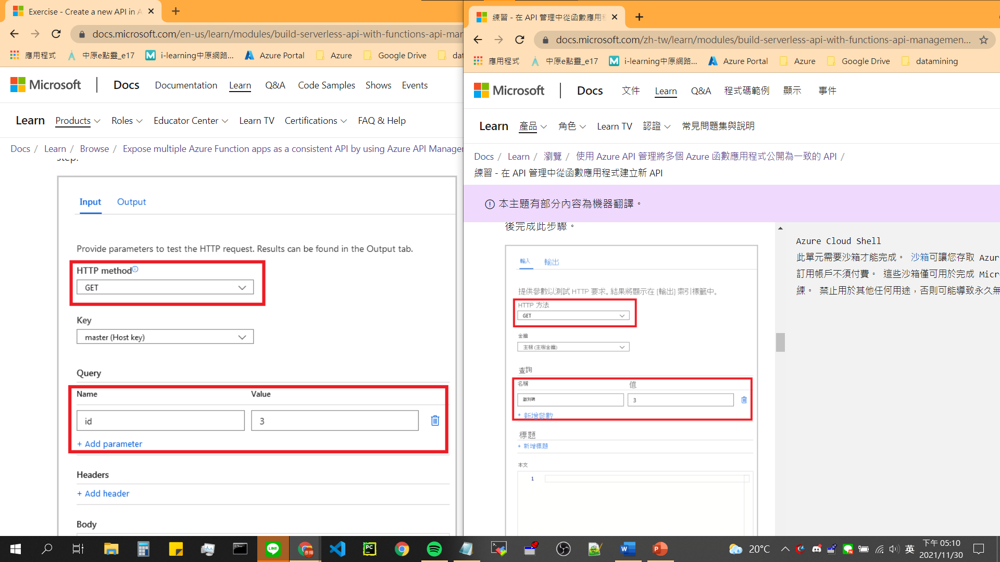 Exercise - Create a new API in A
docs.microsoft.com/en-us/learn/modules/build-serverless-api-with-functions-api-mar
應用程式
中原e點靈_e17
i-learning中原網路...
Azure Portal
Azure
Google Drive
dat
Microsoft
Docs
Documentation
Learn
Q&A
Code Samples
Shows
Events
Learn
Products
Roles
Educator Center
Learn TV
Certifications
FAQ & Help
Docs / Learn / Browse / Expose multiple Azure Function apps as a consistent API by using Azure API Manager
step.
Input
Output
Provide parameters to test the HTTP request. Results can be found in the Output tab.
HTTP method
GET
Key
master (Host key)
Query
Name
Value
id
3
+ Add parameter
Headers
+ Add header
Body
練習 - 在 API 管理中從函數應用
docs.microsoft.com/zh-tw/learn/modules/build-serverless-api-with-functions-api-managemen...
應用程式
中原e點靈_e17
i-learning中原網路...
Azure Portal
Azure
Google Drive
datamining
Microsoft
Docs
文件
Learn
Q&A
程式碼範例
顯示
事件
Learn
產品
角色
Learn TV
認證
常見問題集與說明
Docs / Learn / 瀏覽 / 使用 Azure API 管理將多個 Azure 函數應用程式公開為一致的 API /
練習 - 在 API 管理中從函數應用程式建立新 API
本主題有部分內容為機器翻譯。
後完成此步驟。
輸入
輸出
提供參數以測試 HTTP 要求。結果將顯示在 [輸出] 索引標籤中。
HTTP 方法
GET
金鑰
主機 (主機金鑰)
查詢
名稱
值
識別碼
3
+ 新增參數
標題
+ 新增標題
本文
1
Azure Cloud Shell
此單元需要沙箱才能完成。 沙箱可讓您存取 Azur
訂用帳戶不須付費。 這些沙箱僅可用於完成 Micr
練。 禁止用於其他任何用途，否則可能導致永久無
20°C
英
下午 05:10
2021/11/30